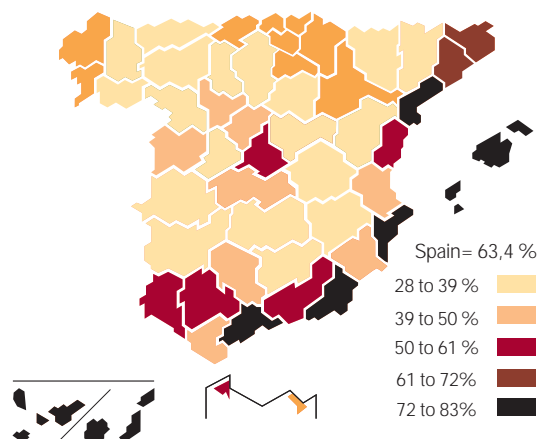 Spain= 63,4 %
28 to 39 %
39 to 50 %
50 to 61 %
61 to 72%
72 to 83%